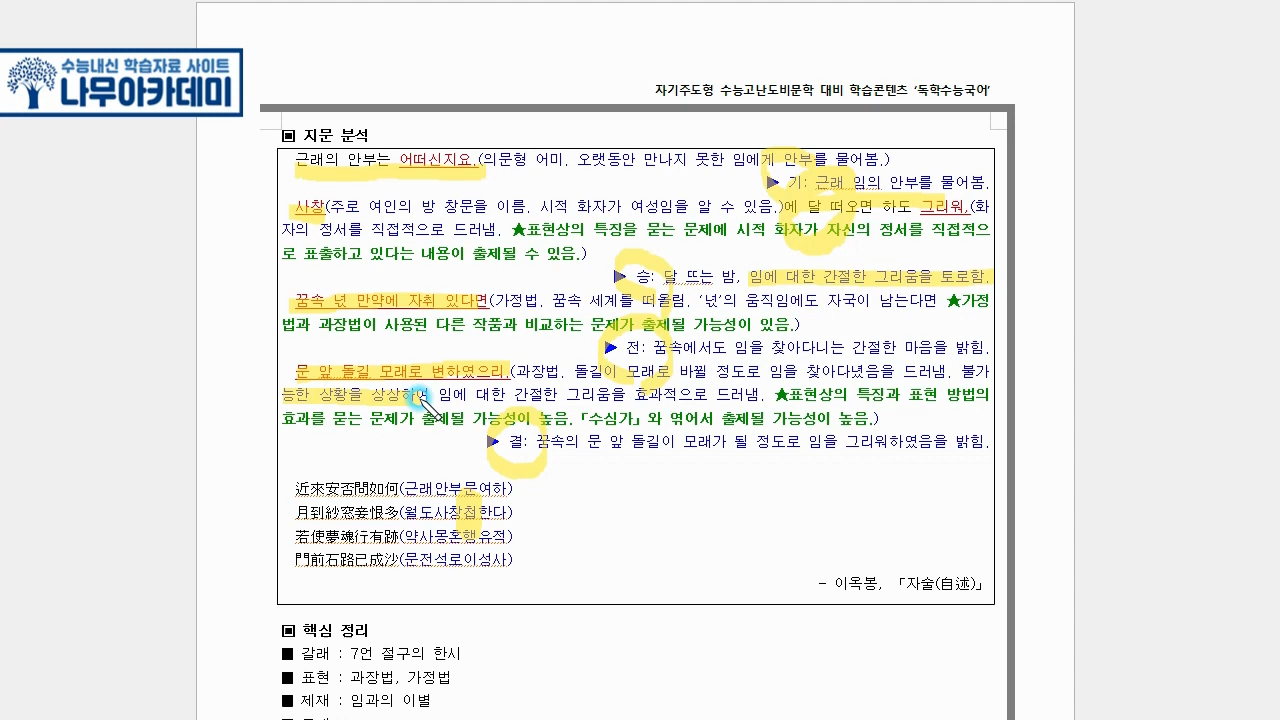 수능내신 학습자료 사이트
나무아카데미
자기주도형 수능고난도비문학 대비 학습콘텐츠 ‘독학수능국어’
▣ 지문 분석
근래의 안부는 어떠신지요.(의문형 어미. 오랫동안 만나지 못한 임에게 안부를 물어봄.)
▶ 기: 근래 임의 안부를 물어봄.
사창(주로 여인의 방 창문을 이름. 시적 화자가 여성임을 알 수 있음.)에 달 떠오면 하도 그리워.(화
자의 정서를 직접적으로 드러냄. ★표현상의 특징을 묻는 문제에 시적 화자가 자신의 정서를 직접적으
로 표출하고 있다는 내용이 출제될 수 있음.)
▶ 승: 달 뜨는 밤, 임에 대한 간절한 그리움을 토로함.
꿈속 넋 만약에 자취 있다면(가정법. 꿈속 세계를 떠올림. ‘넋’의 움직임에도 자국이 남는다면 ★가정
법과 과장법이 사용된 다른 작품과 비교하는 문제가 출제될 가능성이 있음.)
▶ 전: 꿈속에서도 임을 찾아다니는 간절한 마음을 밝힘.
문 앞 돌길 모래로 변하였으리.(과장법. 돌길이 모래로 바뀔 정도로 임을 찾아다녔음을 드러냄. 불가
능한 상황을 상상하여 임에 대한 간절한 그리움을 효과적으로 드러냄. ★표현상의 특징과 표현 방법의
효과를 묻는 문제가 출제될 가능성이 높음.「수심가」와 엮어서 출제될 가능성이 높음.)
▶ 결: 꿈속의 문 앞 돌길이 모래가 될 정도로 임을 그리워하였음을 밝힘.
近來安否問如何(근래안부문여하)
月到紗窓妾恨多(월도사창첩한다)
若使夢魂行有跡(약사몽혼행유적)
門前石路已成沙(문전석로이성사)
- 이옥봉, 「자술(自述)」
▣ 핵심 정리
■ 갈래 : 7언 절구의 한시
■ 표현 : 과장법, 가정법
■ 제재 : 임과의 이별